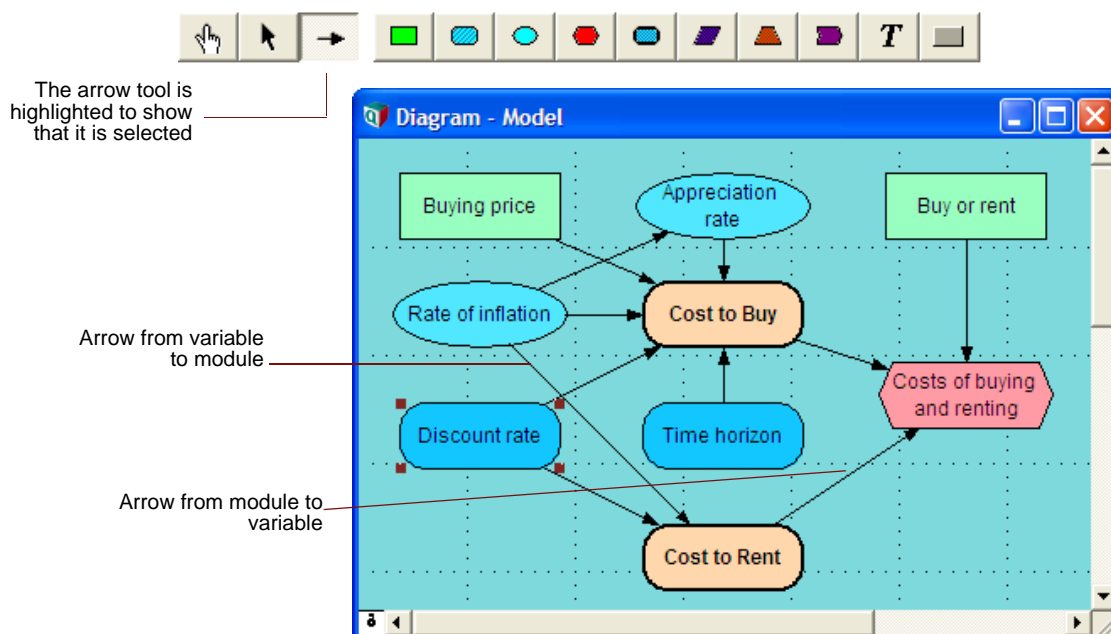 T
The arrow tool is
highlighted to show
that it is selected
Diagram - Model
Buying price
Appreciation
rate
Buy or rent
Rate of inflation
Cost to Buy
Arrow from variable
to module
Costs of buying
and renting
Discount rate
Time horizon
Arrow from module to
variable
Cost to Rent